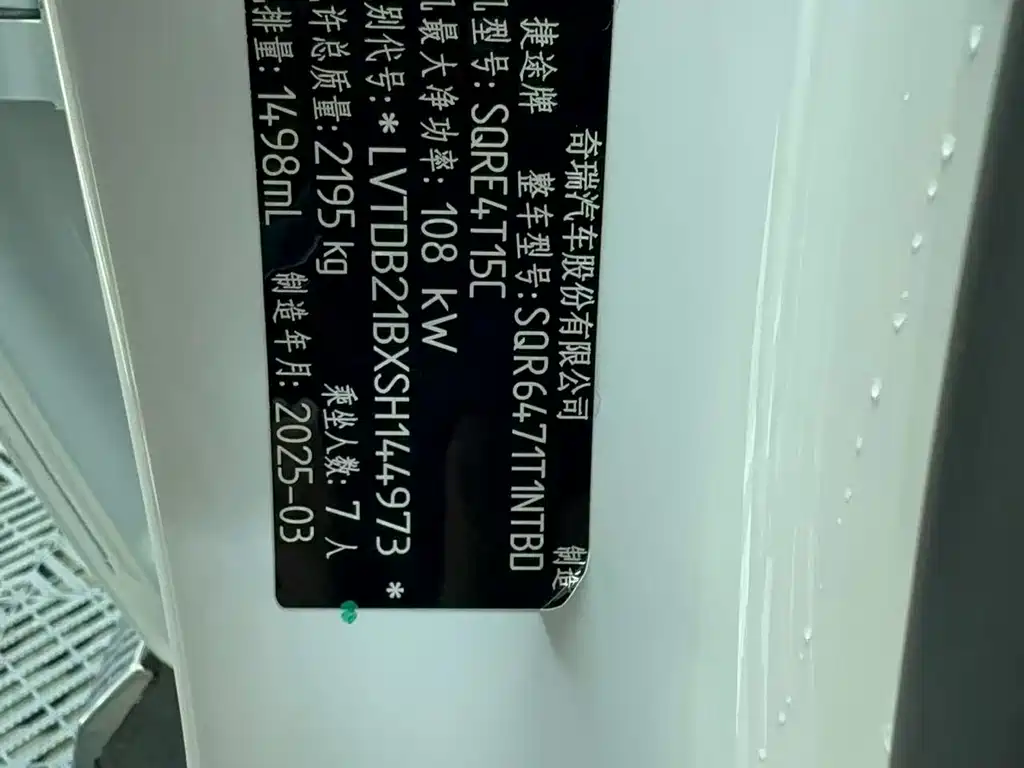 奇瑞汽车股份有限公司 制造
捷途牌 整车型号:SQR6471T1NTBD
机型号:SQRE4T15C
机最大净功率: 108 kW
别代号:*LVTDB21BXSH144973*
许总质量:2195 kg 乘坐人数: 7 人
排量: 1498mL 制造年月: 2025-03